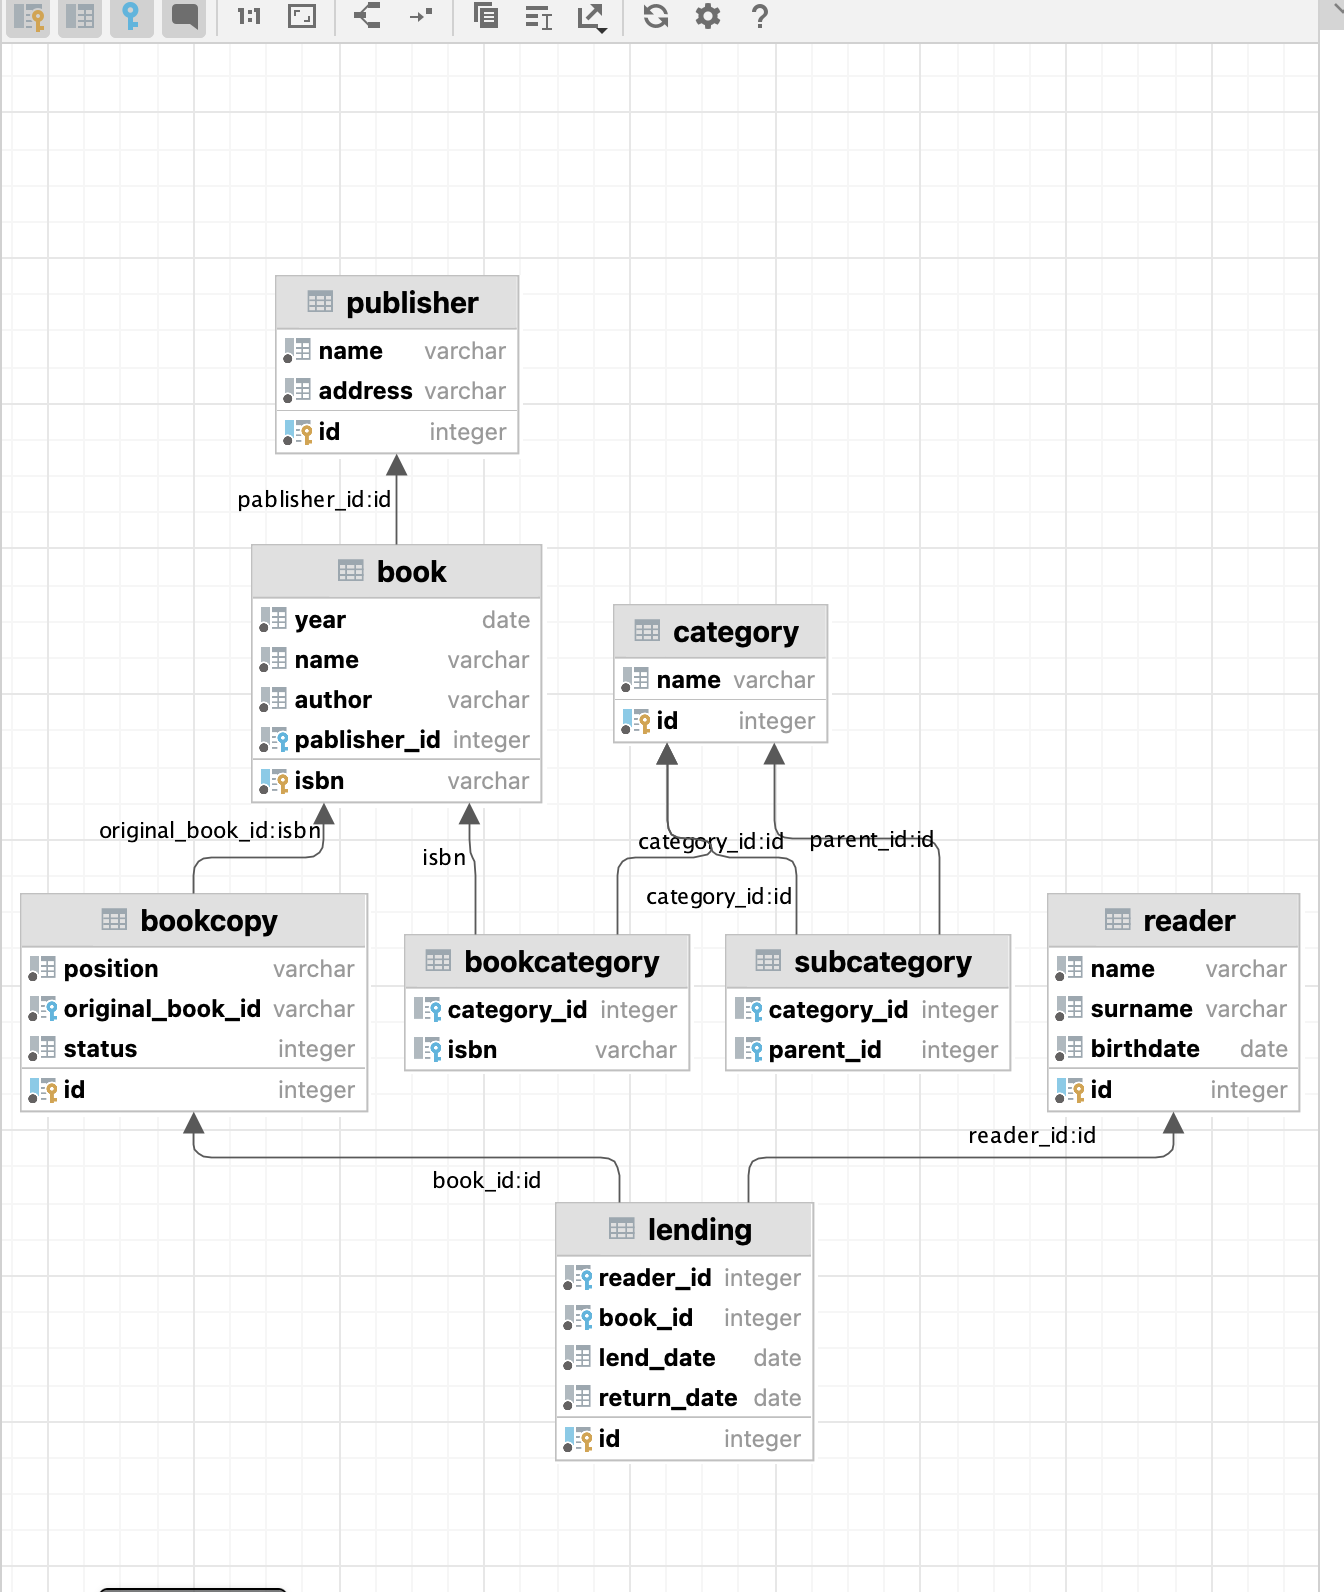 1:1 ?
publisher
name varchar
address varchar
id integer
pablisher_id:id
book
year date
name varchar
author varchar
pablisher_id integer
isbn varchar
category
name varchar
id integer
original_book_id:isbn
isbn
category_id:id
parent_id:id
category_id:id
bookcopy
position varchar
original_book_id varchar
status integer
id integer
bookcategory
category_id integer
isbn varchar
subcategory
category_id integer
parent_id integer
reader
name varchar
surname varchar
birthdate date
id integer
book_id:id
reader_id:id
lending
reader_id integer
book_id integer
lend_date date
return_date date
id integer